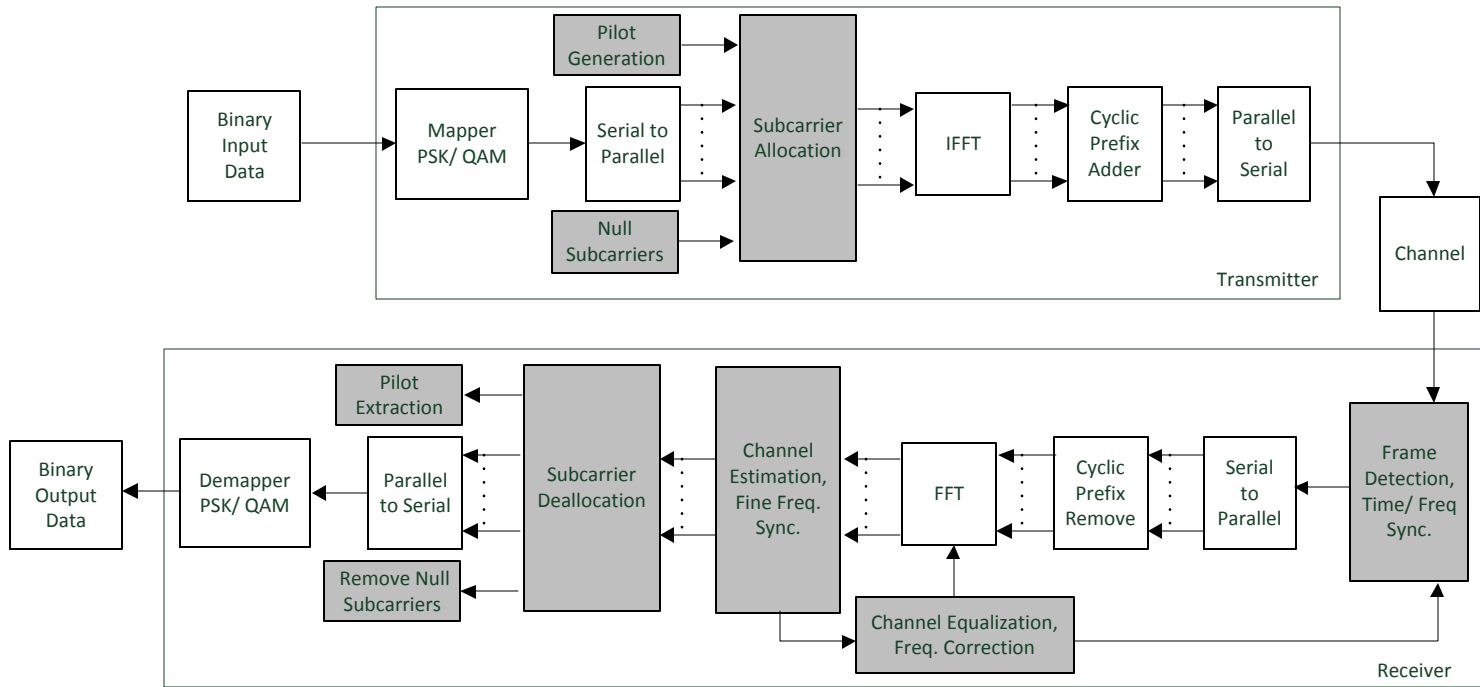 Pilot
Generation
Binary
Input
Data
Mapper
PSK/ QAM
Serial to
Parallel
Null
Subcarriers
Subcarrier
Allocation
IFFT
Cyclic
Prefix
Adder
Parallel
to
Serial
Transmitter
Channel
Frame
Detection,
Time/ Freq
Sync.
Serial
to
Parallel
Cyclic
Prefix
Remove
FFT
Channel Equalization,
Freq. Correction
Channel
Estimation,
Fine Freq.
Sync.
Subcarrier
Deallocation
Pilot
Extraction
Parallel
to Serial
Remove Null
Subcarriers
Demapper
PSK/ QAM
Binary
Output
Data
Receiver